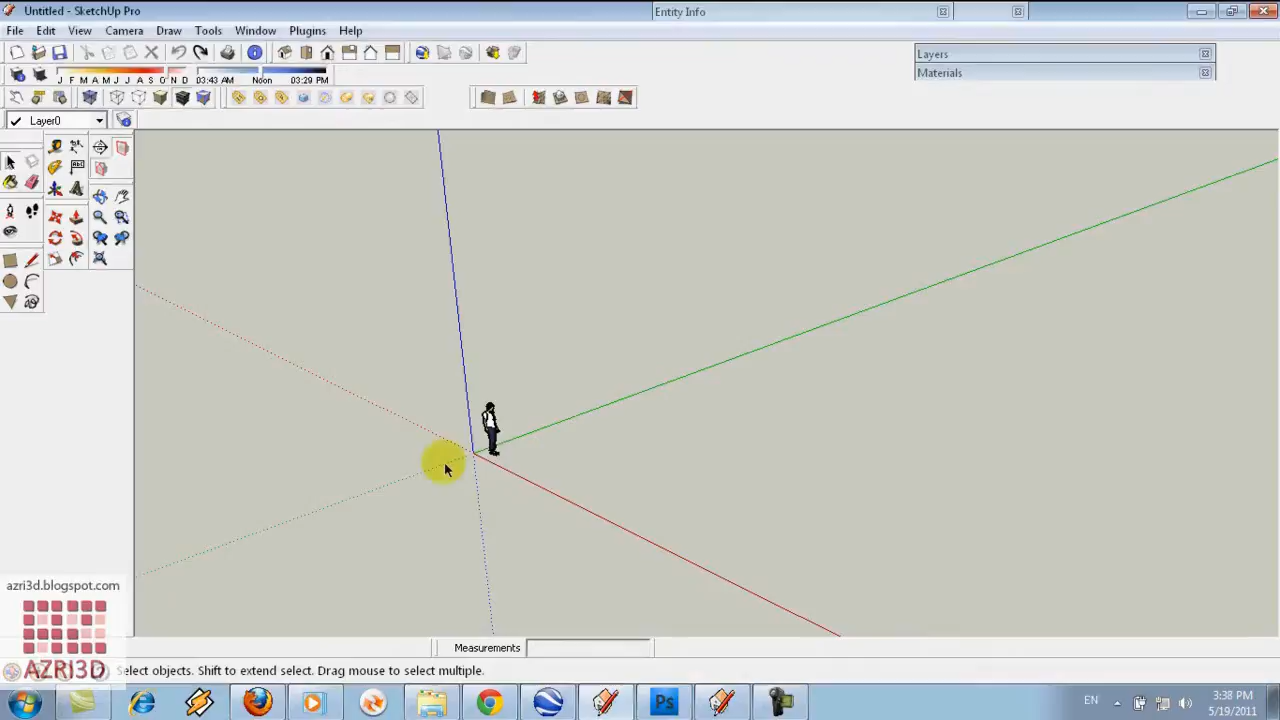 Untitled - SketchUp Pro
Entity Info
File Edit View Camera Draw Tools Window Plugins Help
Layers
Materials
J F M A M J J A S O N D 03:43 AM Noon 03:29 PM
Layer0
azri3d.blogspot.com
AZRI3D
Measurements
Select objects. Shift to extend select. Drag mouse to select multiple.
EN
3:38 PM
5/19/2011